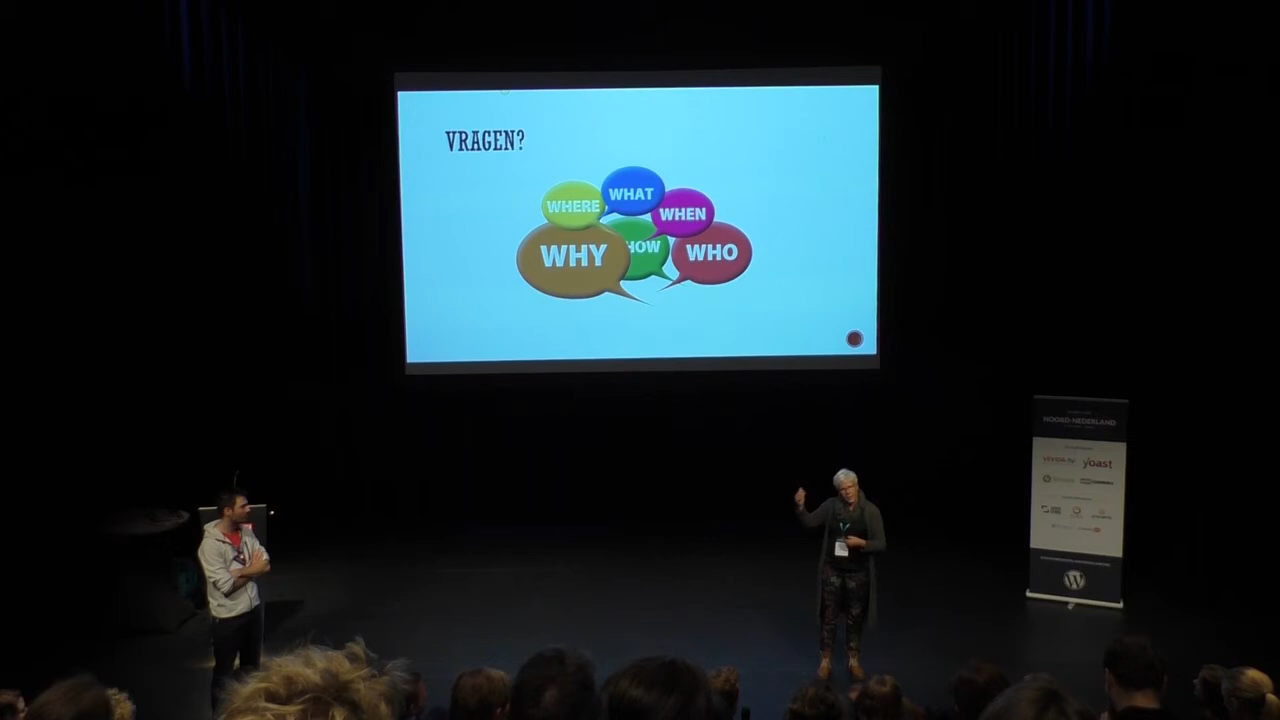 VRAGEN?
WHAT
WHERE
WHEN
HOW
WHY
WHO
NOORD-NEDERLAND
yoast